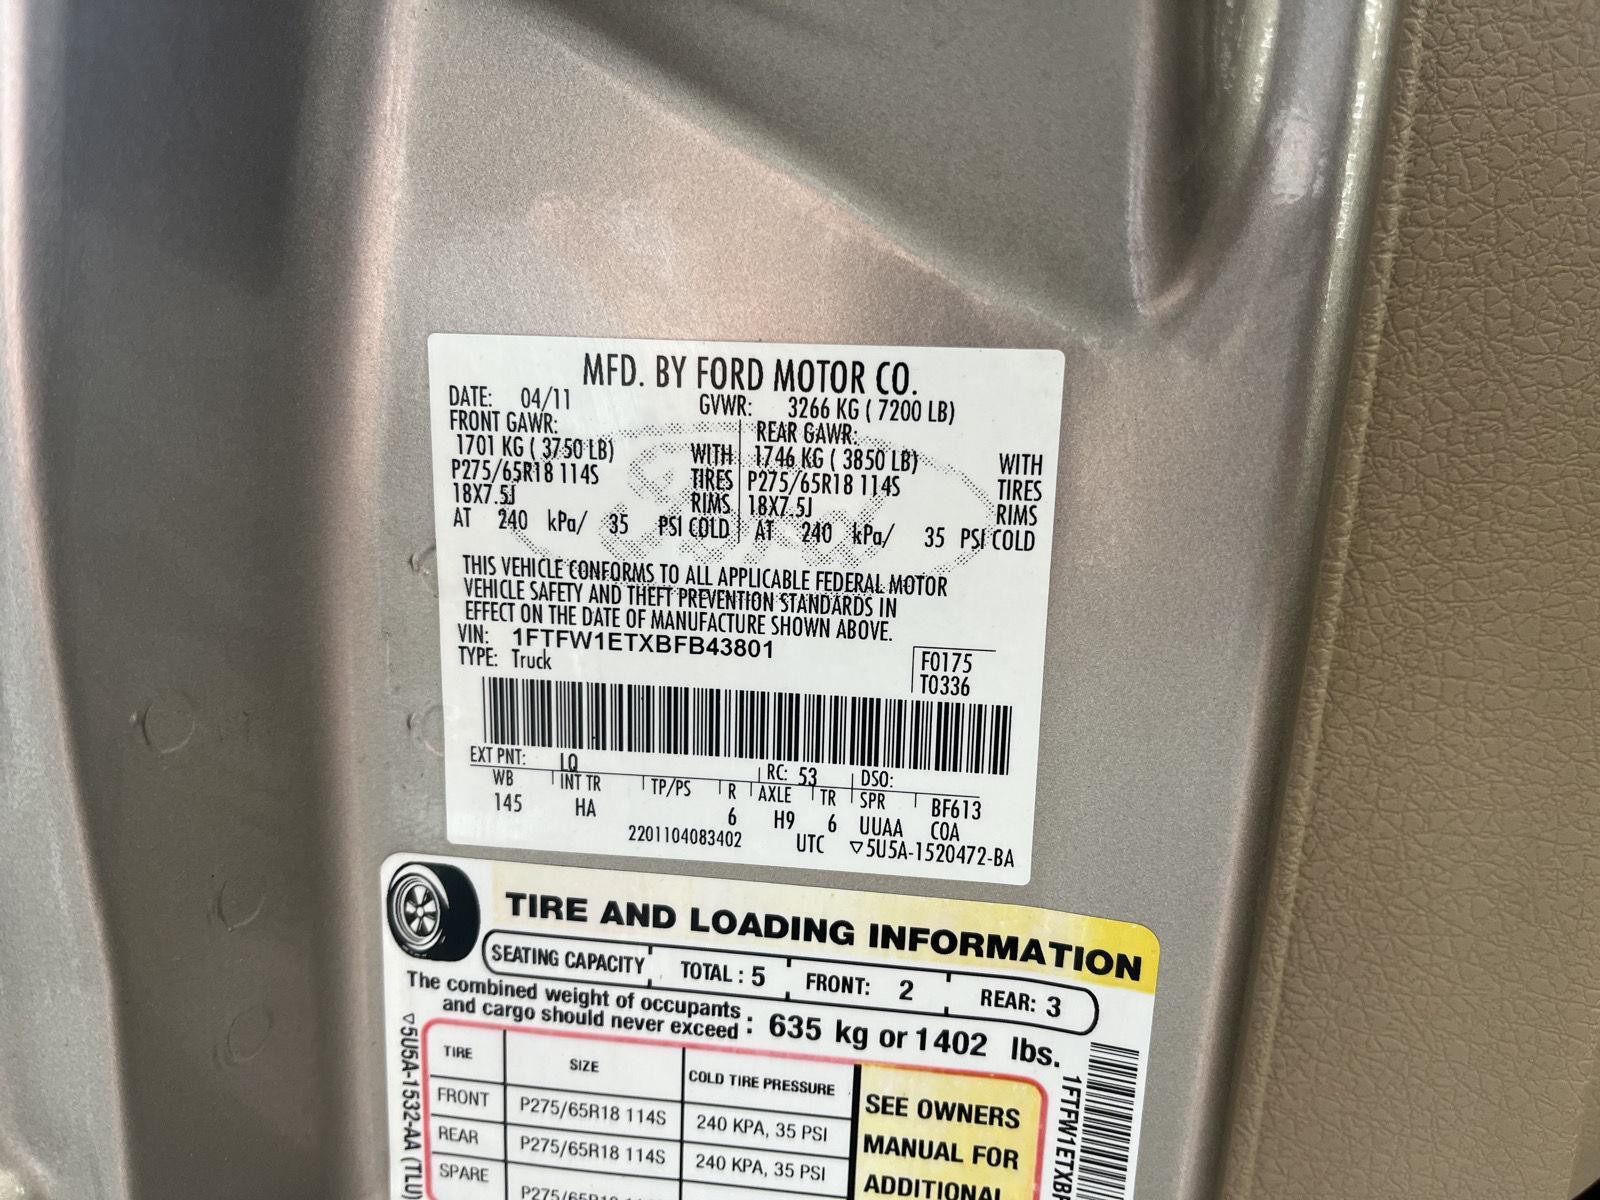 MFD. BY FORD MOTOR CO.
DATE: 04/11 GVWR: 3266 KG ( 7200 LB)
FRONT GAWR: REAR GAWR:
1701 KG ( 3750 LB) WITH 1746 KG ( 3850 LB) WITH
P275/65R18 114S TIRES P275/65R18 114S TIRES
18X7.5J RIMS 18X7.5J RIMS
AT 240 kPa/ 35 PSI COLD AT 240 kPa/ 35 PSI COLD
THIS VEHICLE CONFORMS TO ALL APPLICABLE FEDERAL MOTOR
VEHICLE SAFETY AND THEFT PREVENTION STANDARDS IN
EFFECT ON THE DATE OF MANUFACTURE SHOWN ABOVE.
VIN: 1FTFW1ETXBFB43801
TYPE: Truck
F0175
T0336
EXT PNT: LQ RC: 53 DSO:
WB INT TR TP/PS R AXLE TR SPR BF613
145 HA 6 H9 6 UUAA COA
2201104083402 UTC ▽5U5A-1520472-BA
TIRE AND LOADING INFORMATION
SEATING CAPACITY TOTAL : 5 FRONT: 2 REAR: 3
The combined weight of occupants
and cargo should never exceed : 635 kg or 1402 lbs.
TIRE SIZE COLD TIRE PRESSURE
FRONT P275/65R18 114S 240 KPA, 35 PSI
REAR P275/65R18 114S 240 KPA, 35 PSI
SPARE
SEE OWNERS
MANUAL FOR
ADDITIONAL
▽5U5A-1532-AA (TLU)
1FTFW1ETXBF